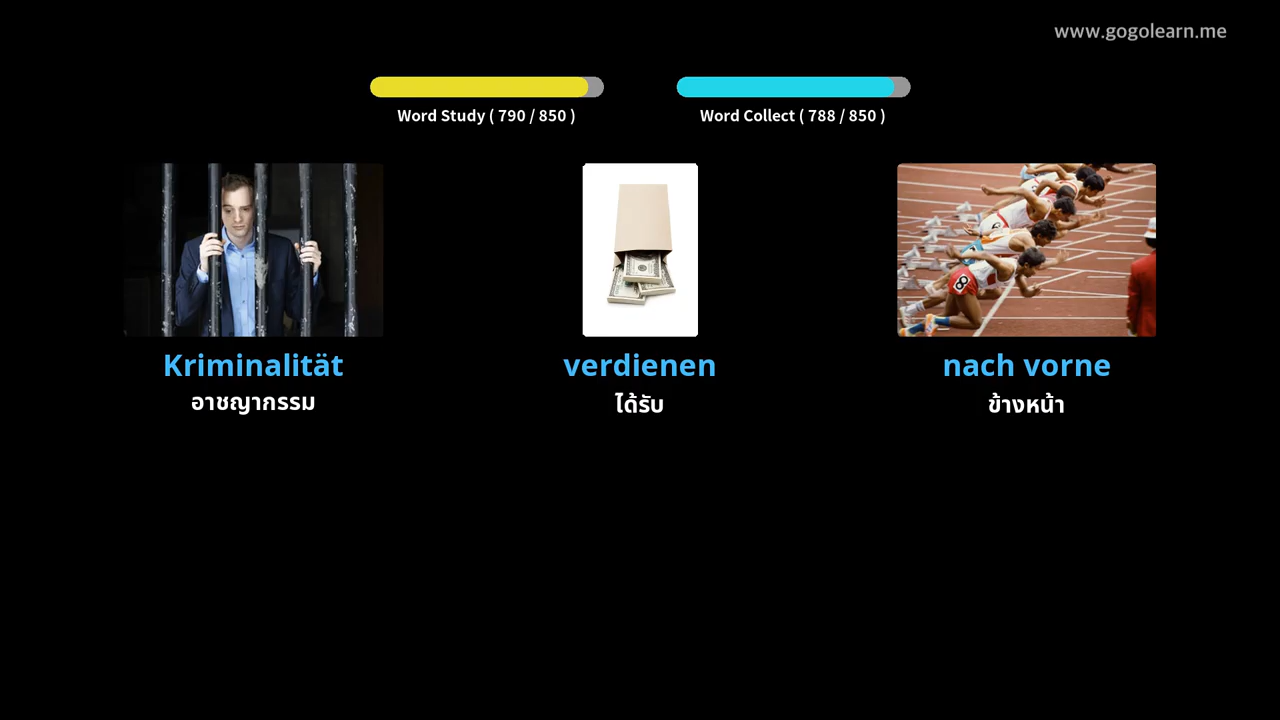 www.gogolearn.me
Word Study ( 790 / 850 )
Word Collect ( 788 / 850 )
Kriminalität
อาชญากรรม
verdienen
ได้รับ
nach vorne
ข้างหน้า